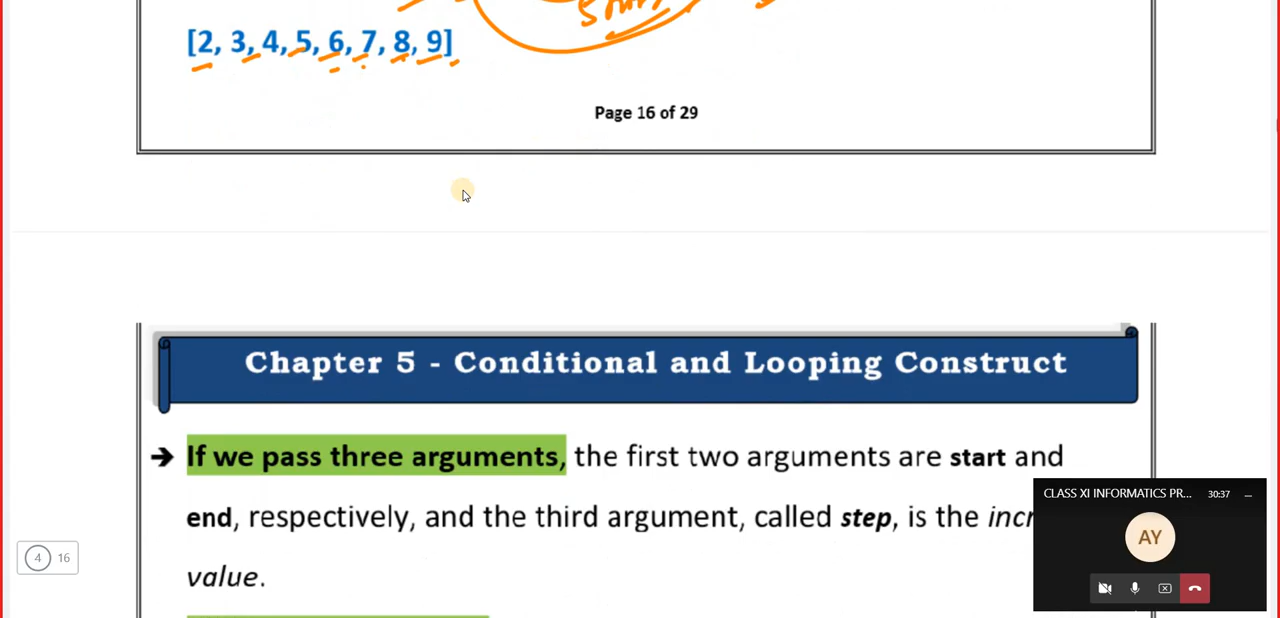 [2, 3, 4, 5, 6, 7, 8, 9]
Page 16 of 29
Chapter 5 - Conditional and Looping Construct
➔ If we pass three arguments, the first two arguments are start and
end, respectively, and the third argument, called step, is the
value.
CLASS XI INFORMATICS PR... 30:37
AY
4 16